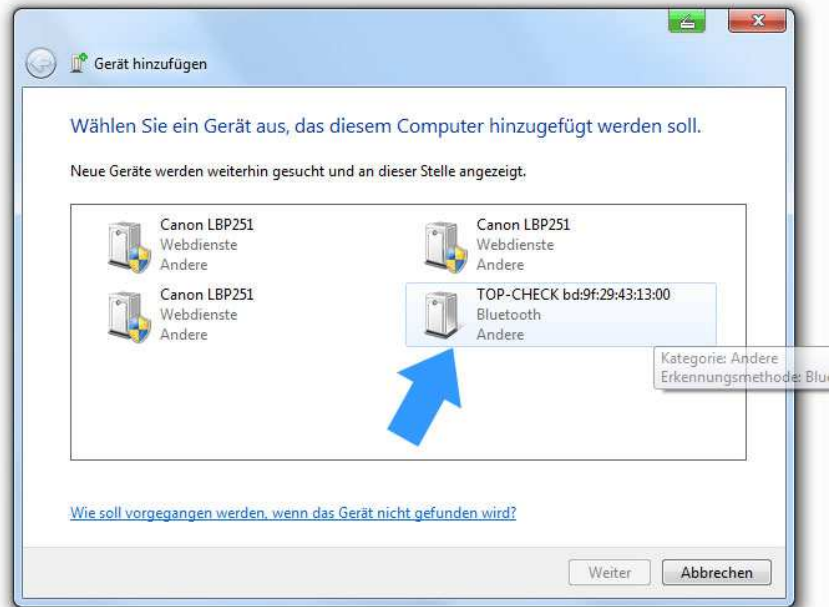 Gerät hinzufügen
Wählen Sie ein Gerät aus, das diesem Computer hinzugefügt werden soll.
Neue Geräte werden weiterhin gesucht und an dieser Stelle angezeigt.
Canon LBP251
Webdienste
Andere
Canon LBP251
Webdienste
Andere
Canon LBP251
Webdienste
Andere
TOP-CHECK bd:9f:29:43:13:00
Bluetooth
Andere
Kategorie: Andere
Erkennungsmethode: Blu
Wie soll vorgegangen werden, wenn das Gerät nicht gefunden wird?
Weiter
Abbrechen